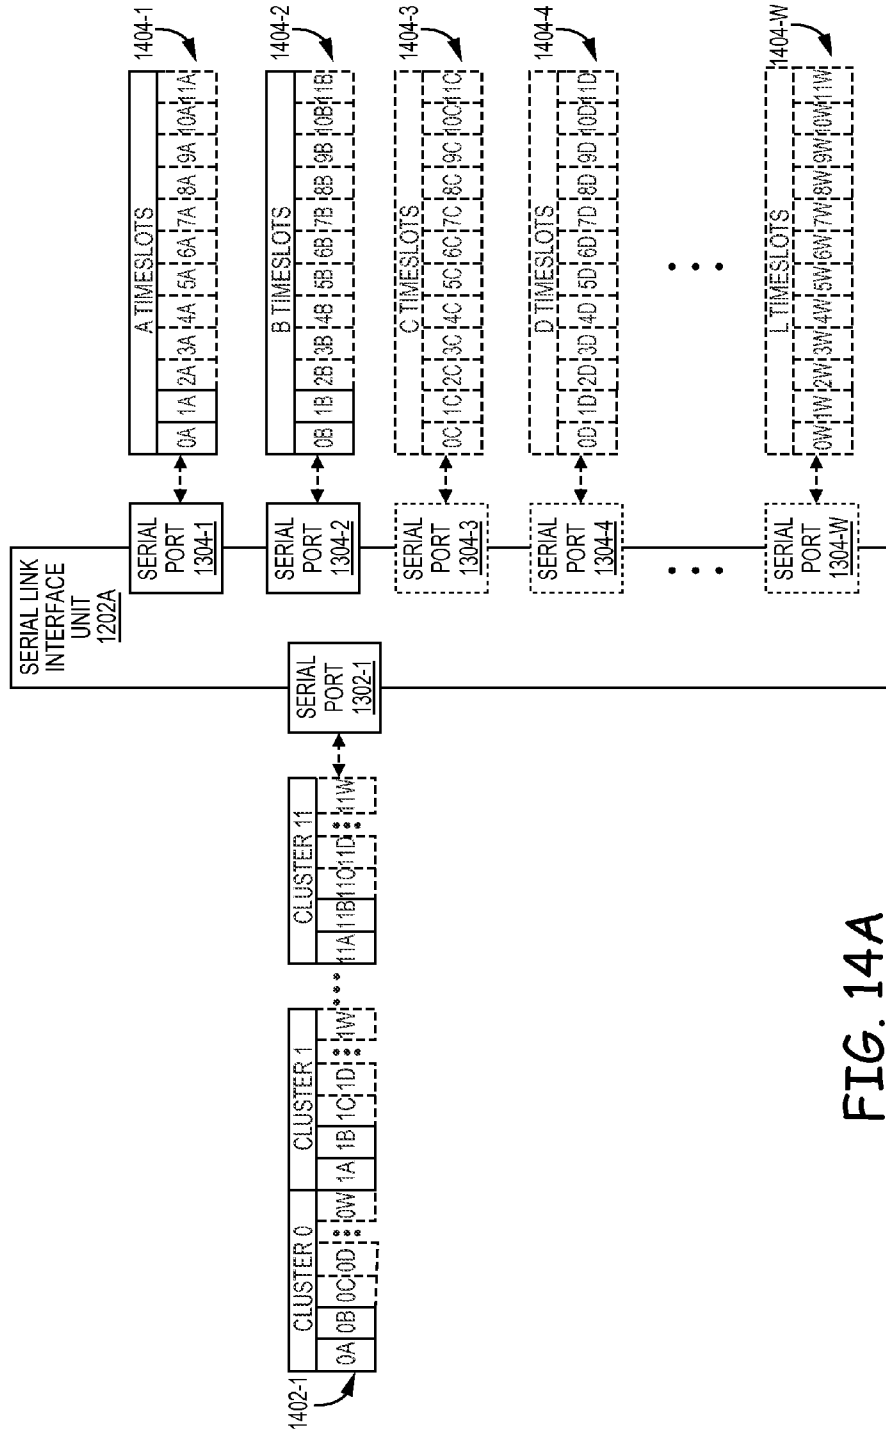 SERIAL LINK
INTERFACE
UNIT
1202A
1402-1
CLUSTER 0
0A 0B 0C 0D 0W
CLUSTER 1
1A 1B 1C 1D 1W
CLUSTER 11
11A 11B 11C 11D 11W
SERIAL
PORT
1302-1
SERIAL
PORT
1304-1
A TIMESLOTS
0A 1A 2A 3A 4A 5A 6A 7A 8A 9A 10A 11A
1404-1
SERIAL
PORT
1304-2
B TIMESLOTS
0B 1B 2B 3B 4B 5B 6B 7B 8B 9B 10B 11B
1404-2
SERIAL
PORT
1304-3
C TIMESLOTS
0C 1C 2C 3C 4C 5C 6C 7C 8C 9C 10C 11C
1404-3
SERIAL
PORT
1304-4
D TIMESLOTS
0D 1D 2D 3D 4D 5D 6D 7D 8D 9D 10D 11D
1404-4
SERIAL
PORT
1304-W
L TIMESLOTS
0W 1W 2W 3W 4W 5W 6W 7W 8W 9W 10W 11W
1404-W
FIG. 14A